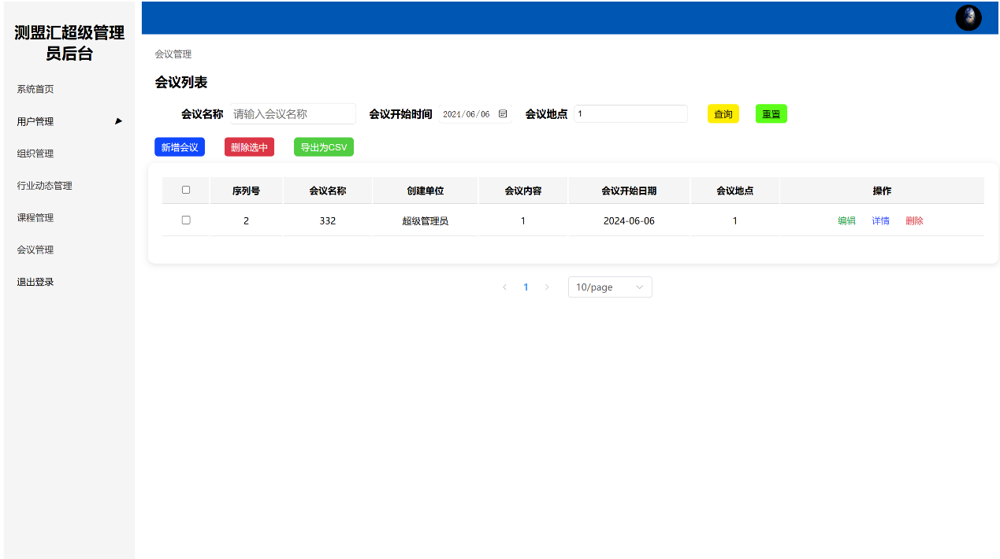 测盟汇超级管理
员后台
系统首页
用户管理
组织管理
行业动态管理
课程管理
会议管理
退出登录
会议管理
会议列表
会议名称 请输入会议名称 会议开始时间 2024/06/06 会议地点 1 查询 重置
新增会议 删除选中 导出为CSV
序列号 会议名称 创建单位 会议内容 会议开始日期 会议地点 操作
2 332 超级管理员 1 2024-06-06 1 编辑 详情 删除
1 10/page